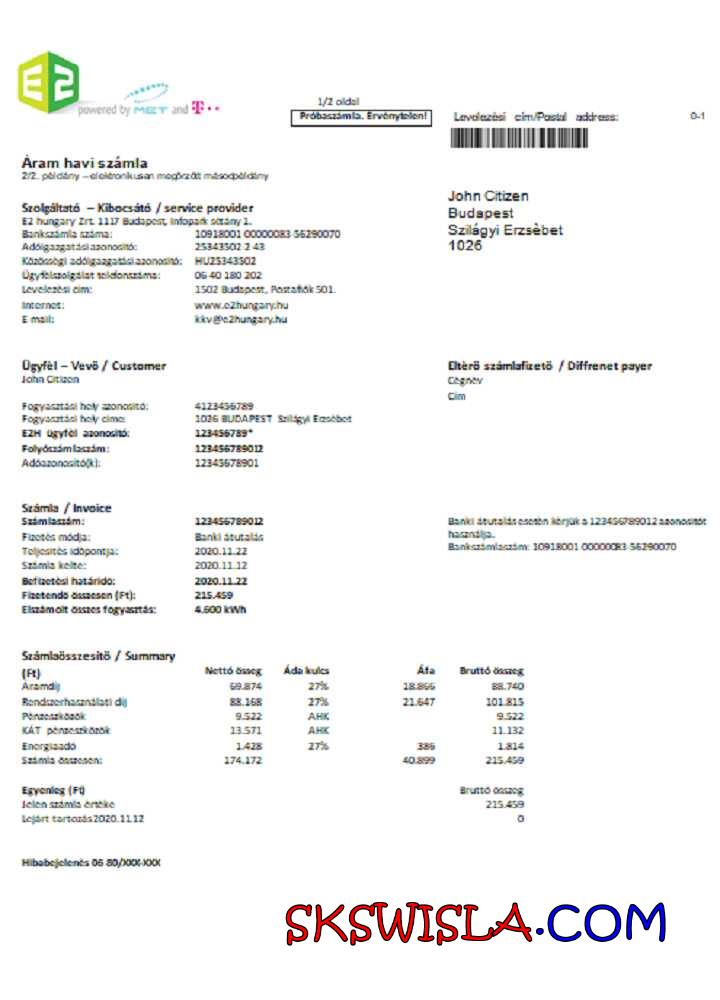 E2
powered by MET and T
1/2 oldal
Próbaszámla. Érvénytelen!
Levelezési cím/Postal address:
0-1
Áram havi számla
2/2. példány – elektronikusan megőrzött másodpéldány
John Citizen
Budapest
Szilágyi Erzsèbet
1026
Szolgáltató – Kibocsátó / service provider
E2 hungary Zrt. 1117 Budapest, Infopark sétány 1.
Bankszámla száma: 10918001 00000083 56290070
Adóigazgatási azonosító: 25343502 2 43
Közösségi adóigazgatási azonosító: HU25343502
Ügyfélszolgálat telefonszáma: 06 40 180 202
Levelezési cím: 1502 Budapest, Postafiók 501.
Internet: www.e2hungary.hu
E mail: kkv@e2hungary.hu
Ügyfèl – Vevő / Customer
John Citizen
Eltèrő számlafizető / Diffrenet payer
Cègnèv
Cím
Fogyasztási hely azonosító: 4123456789
Fogyasztási hely címe: 1026 BUDAPEST Szilágyi Erzsébet
E2H ügyfél azonosító: 123456789*
Folyószámlaszám: 123456789012
Adóazonosító(k): 12345678901
Számla / Invoice
Számlaszám: 123456789012
Fizetés módja: Banki átutalás
Teljesítés időpontja: 2020.11.22
Számla kelte: 2020.11.12
Befizetési határidő: 2020.11.22
Fizetendő összesen (Ft): 215.459
Elszámolt összes fogyasztás: 4.600 kWh
Banki átutalás esetén kérjük a 123456789012 azonosítót
használja.
Bankszámlaszám: 10918001 00000083 56290070
Számlaösszesítő / Summary
(Ft) Nettó össeg Áda kulcs Áfa Bruttó összeg
Áramdíj 69.874 27% 18.866 88.740
Rendszerhasználati díj 88.168 27% 21.647 101.815
Pénzeszközök 9.522 AHK 9.522
KÁT pénzeszközök 13.571 AHK 11.132
Energiaadó 1.428 27% 386 1.814
Számla összesen: 174.172 40.899 215.459
Egyenleg (Ft) Bruttó összeg
Jelen számla értéke 215.459
Lejárt tartozás 2020.11.12 0
Hibabejelenés 06 80/XXX-XXX
SKSWISLA.COM